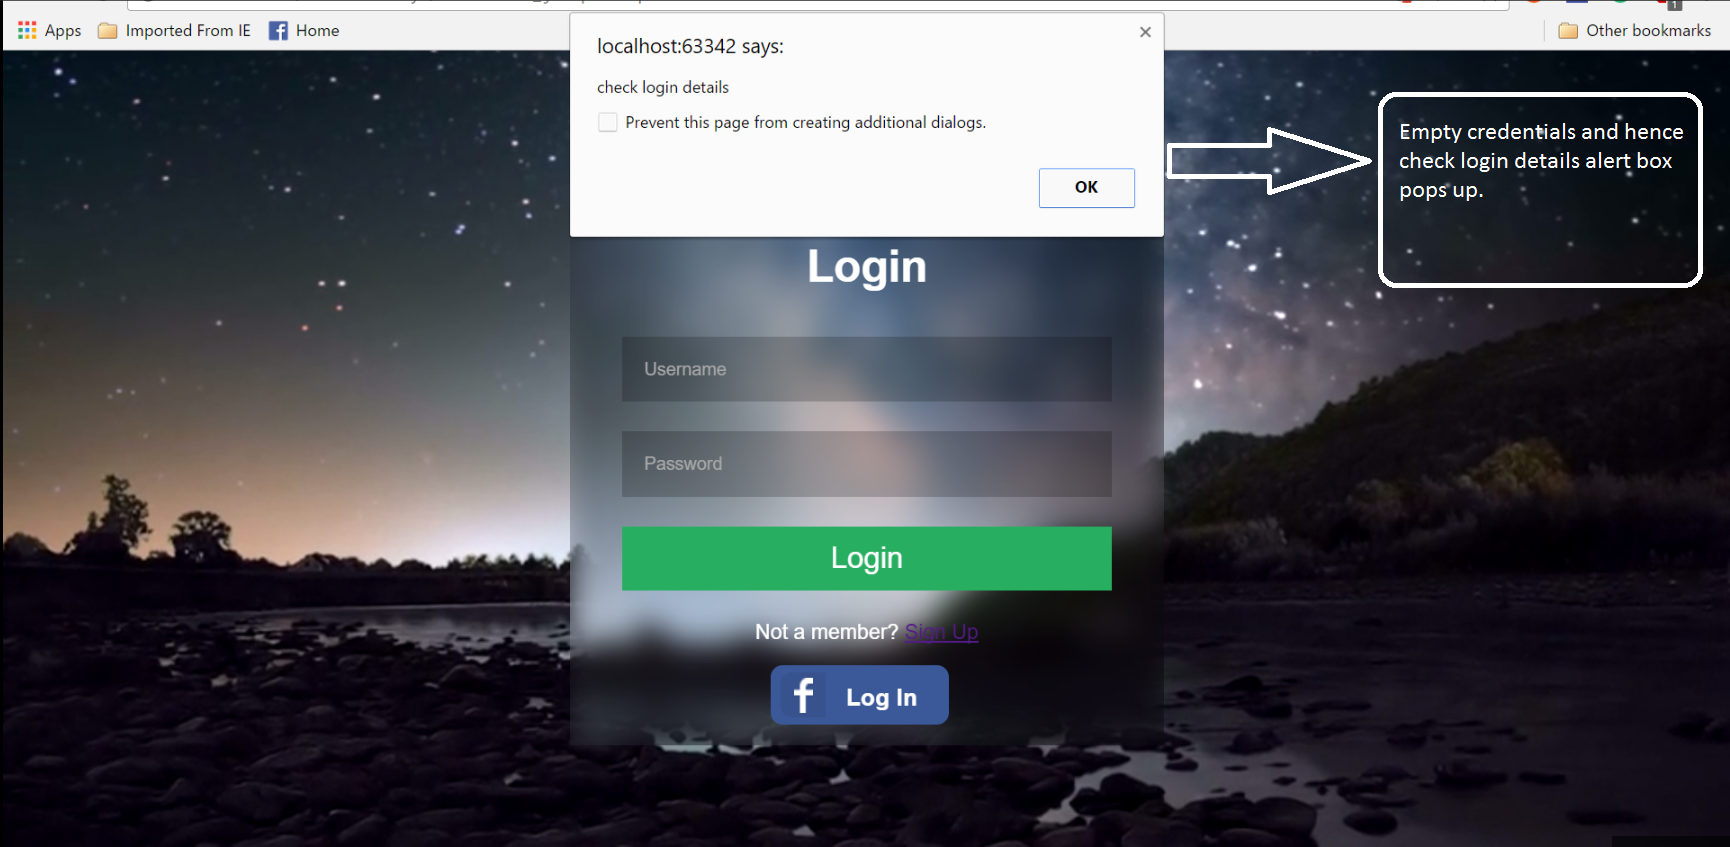 Apps
Imported From IE
Home
Other bookmarks
1
localhost:63342 says:
check login details
Prevent this page from creating additional dialogs.
OK
Empty credentials and hence
check login details alert box
pops up.
Login
Username
Password
Login
Not a member? Sign Up
f Log In